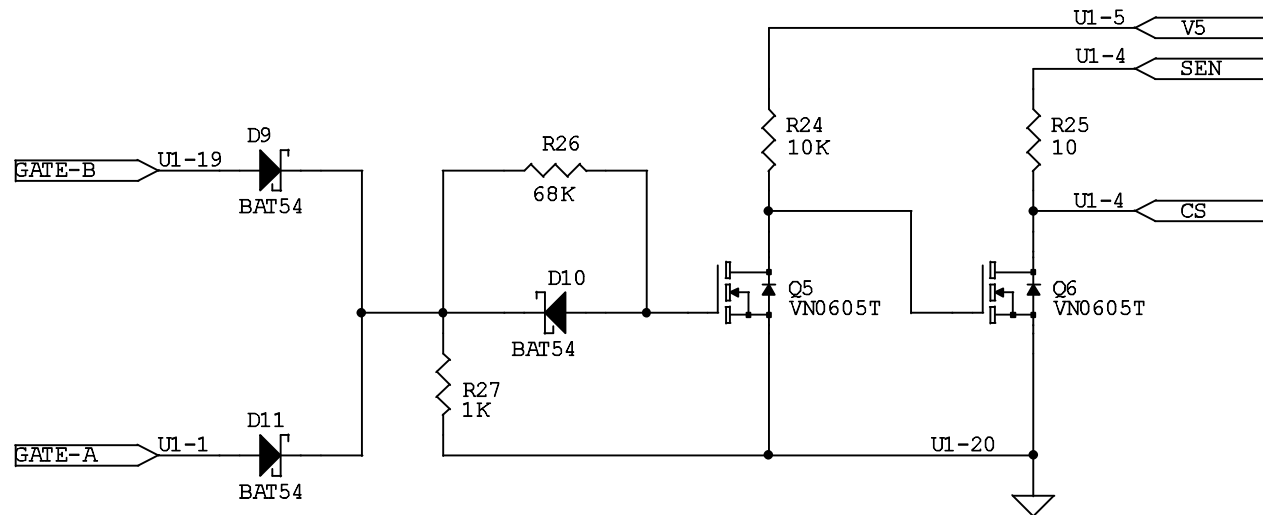 U1-5
V5
U1-4
SEN
D9
R26
R24
10K
R25
10
GATE-B
U1-19
BAT54
68K
U1-4
CS
D10
Q5
VN0605T
Q6
VN0605T
BAT54
R27
1K
D11
GATE-A
U1-1
U1-20
BAT54